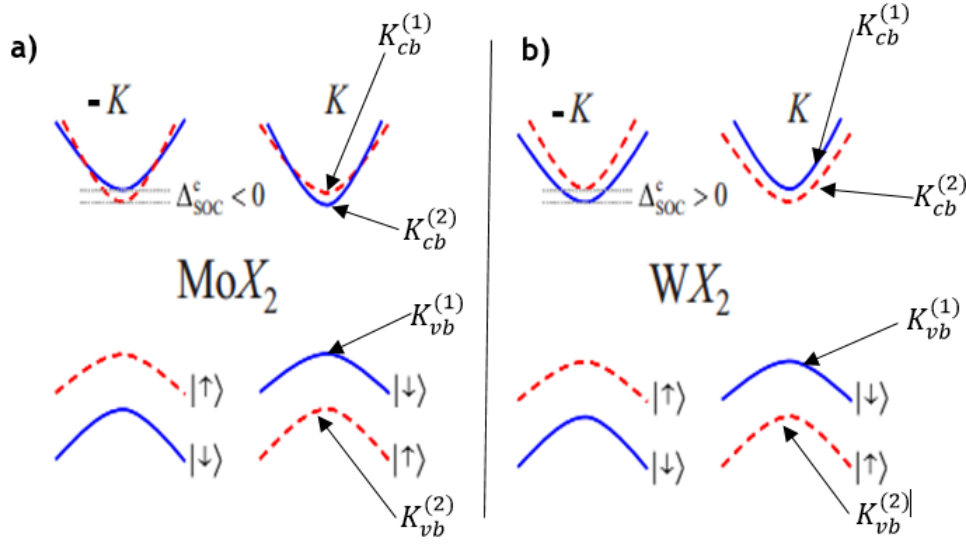 a)
K_{cb}^{(1)}
- K
K
Δ_{SOC}^{c} < 0
K_{cb}^{(2)}
MoX_2
K_{vb}^{(1)}
|↑⟩
|↓⟩
|↓⟩
|↑⟩
K_{vb}^{(2)}
b)
K_{cb}^{(1)}
-K
K
Δ_{SOC}^{c} > 0
K_{cb}^{(2)}
WX_2
K_{vb}^{(1)}
|↑⟩
|↓⟩
|↓⟩
|↑⟩
K_{vb}^{(2)}